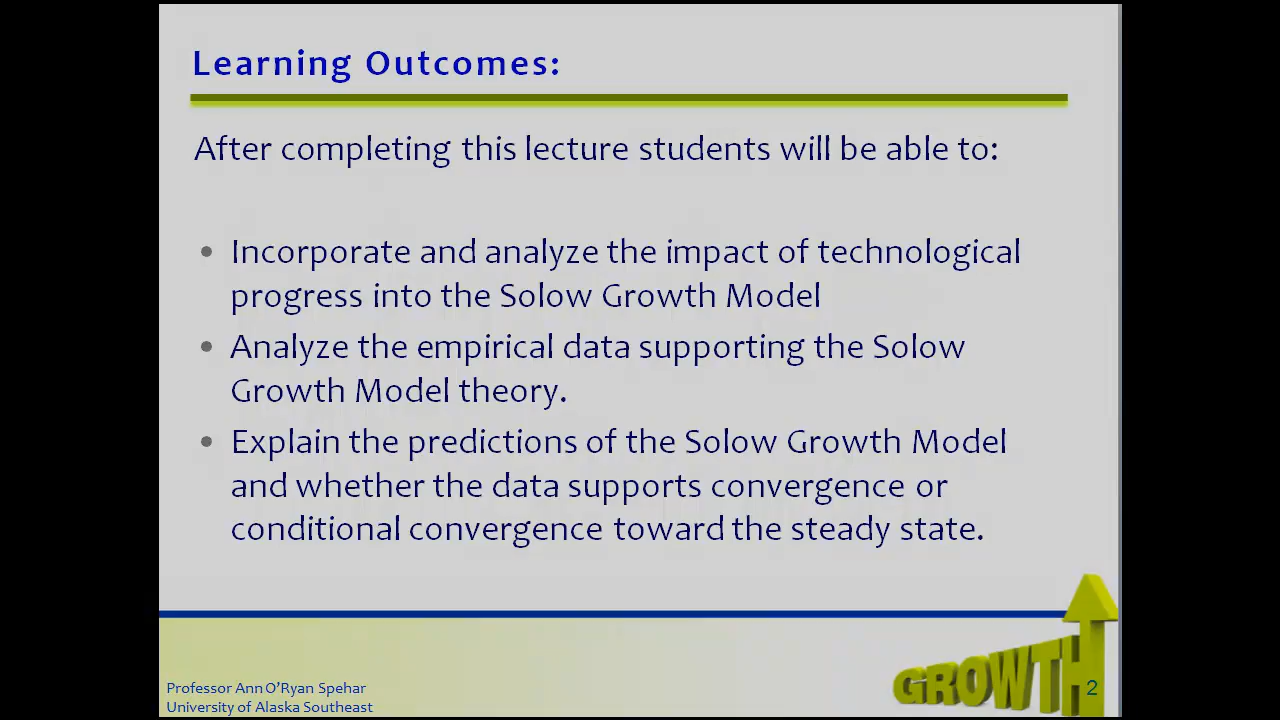 Learning Outcomes:
After completing this lecture students will be able to:
• Incorporate and analyze the impact of technological
progress into the Solow Growth Model
• Analyze the empirical data supporting the Solow
Growth Model theory.
• Explain the predictions of the Solow Growth Model
and whether the data supports convergence or
conditional convergence toward the steady state.
GROWTH
2
Professor Ann O'Ryan Spehar
University of Alaska Southeast